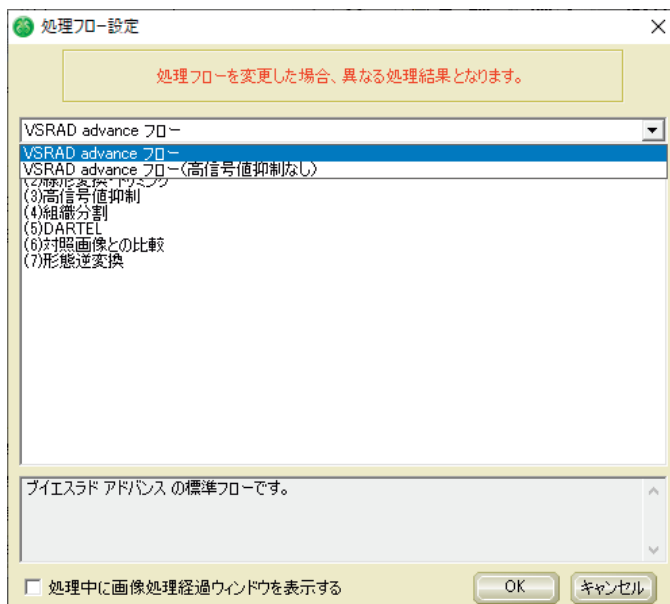 処理フロー設定
処理フローを変更した場合、異なる処理結果となります。
VSRAD advance フロー
VSRAD advance フロー
VSRAD advance フロー(高信号値抑制なし)
(3)高信号値抑制
(4)組織分割
(5)DARTEL
(6)対照画像との比較
(7)形態逆変換
ブイエスラド アドバンス の標準フローです。
処理中に画像処理経過ウィンドウを表示する
OK
キャンセル